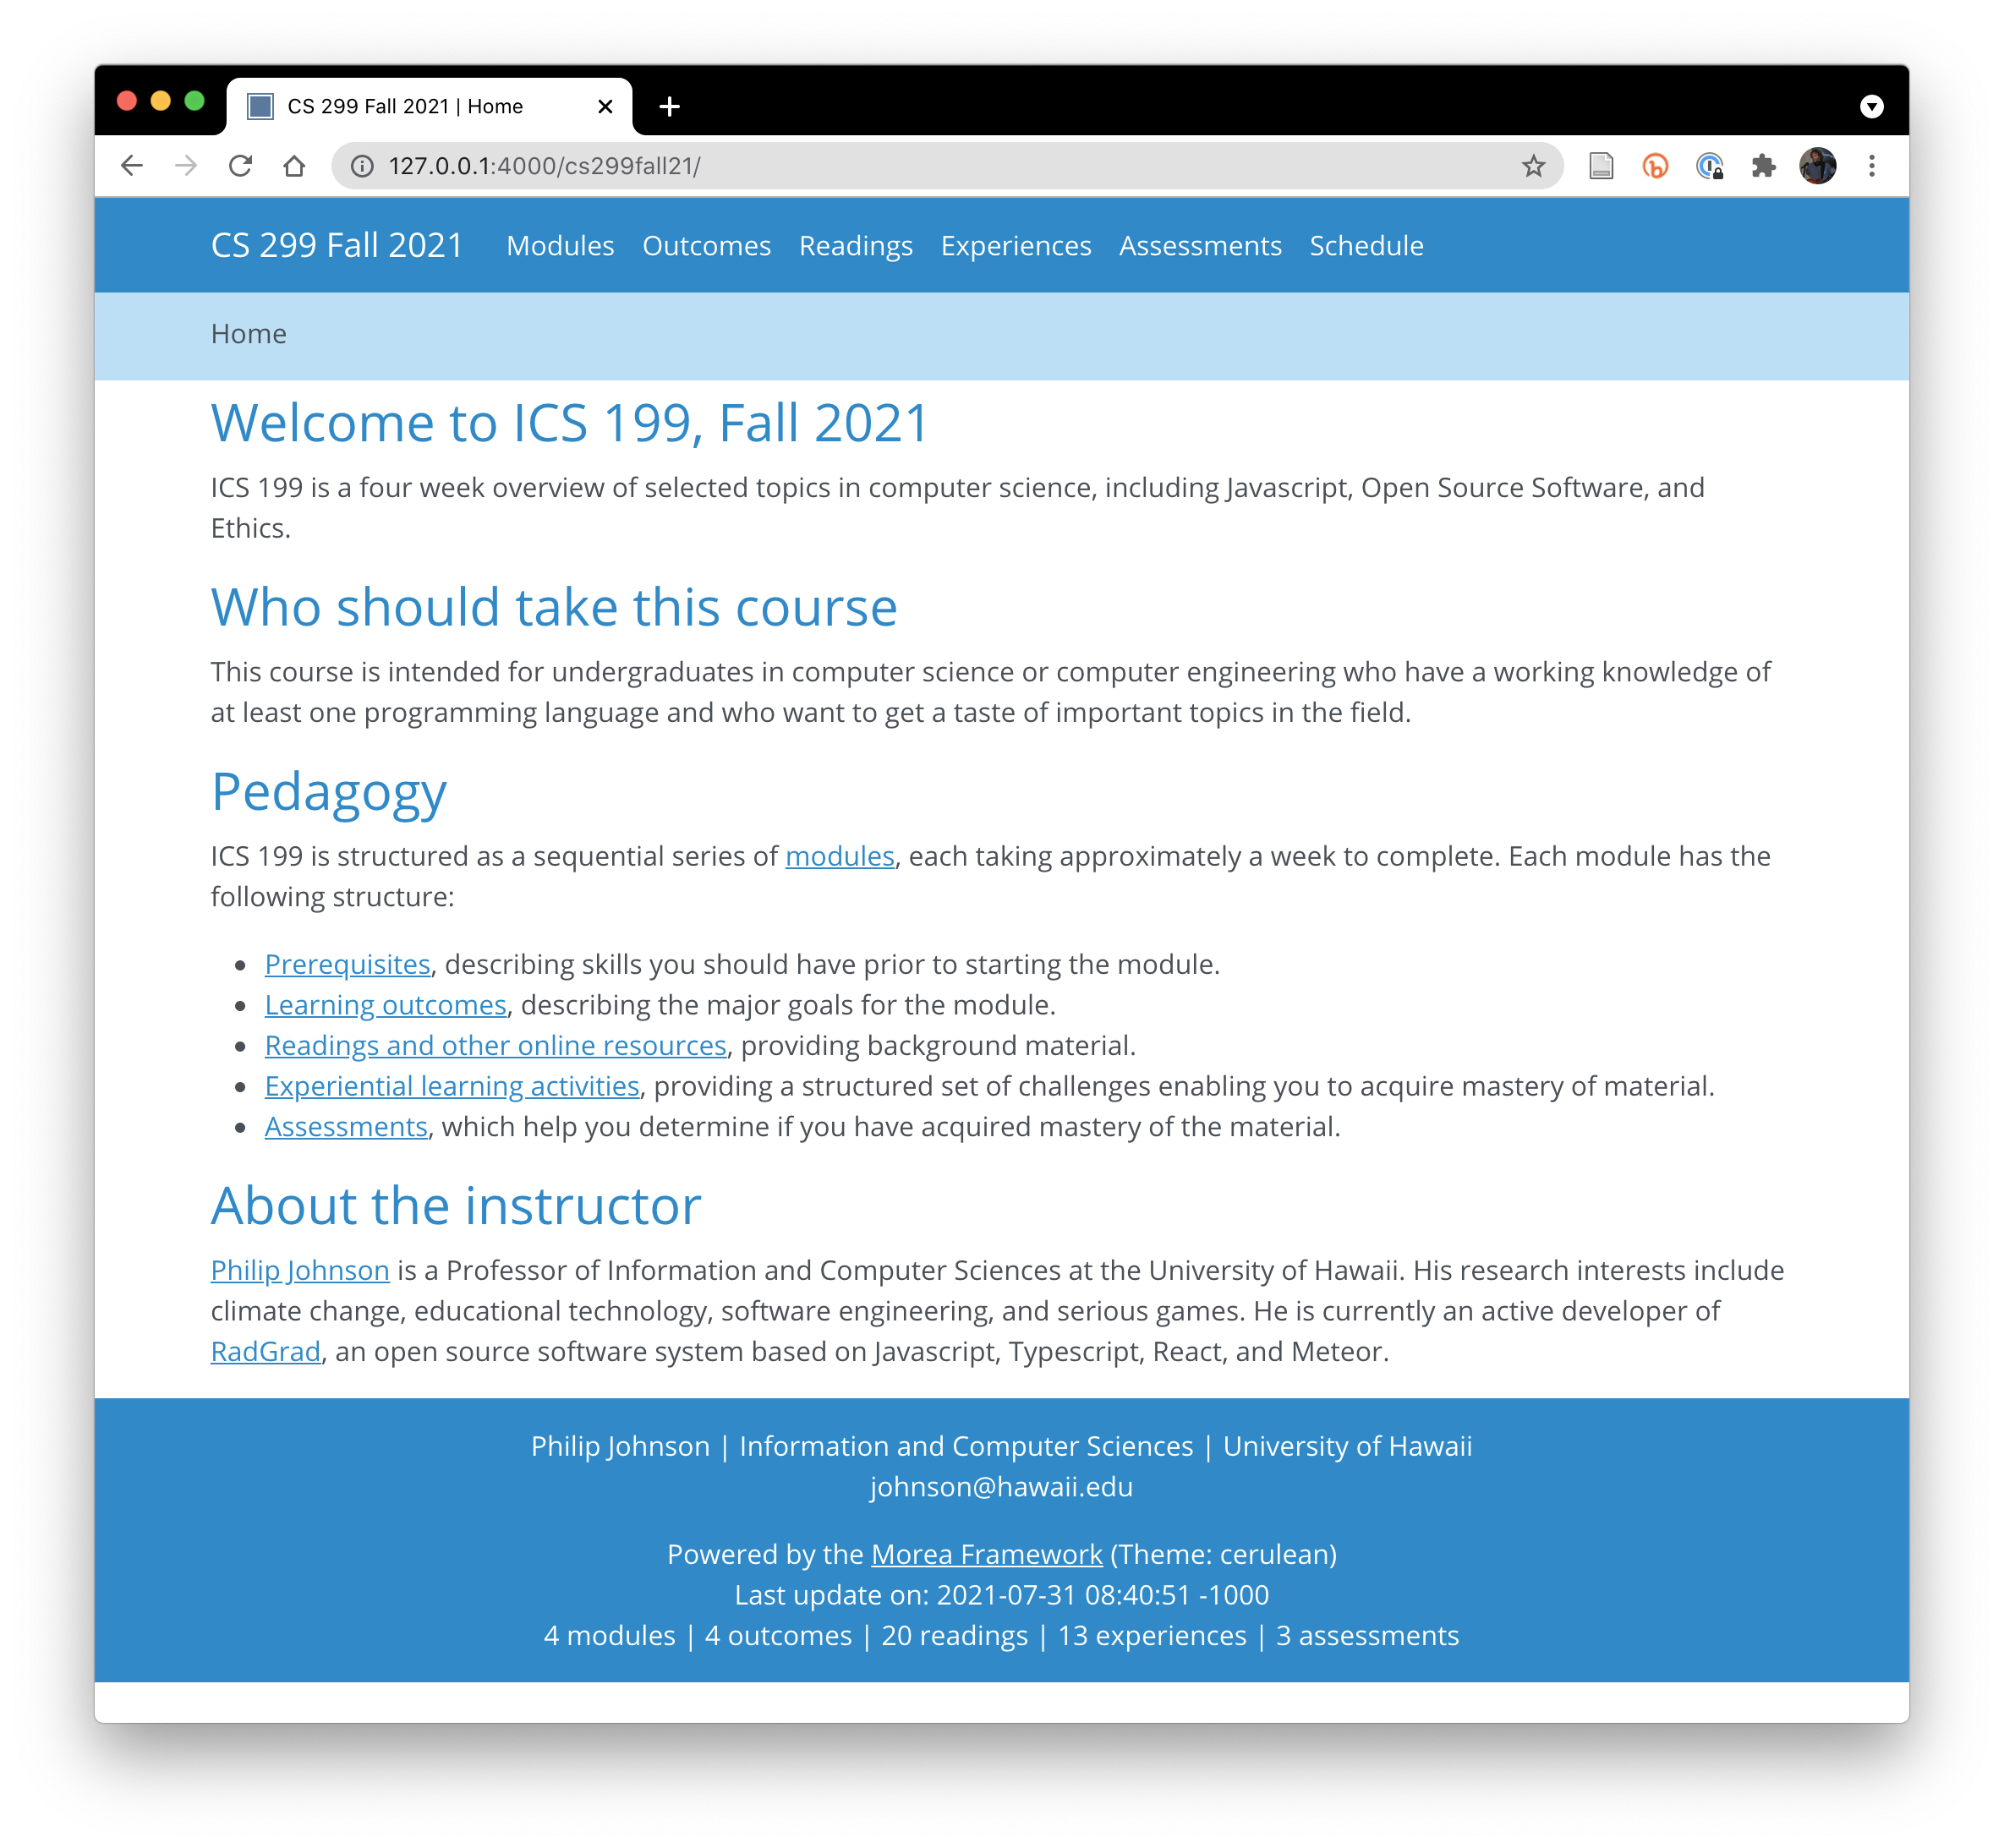 CS 299 Fall 2021 | Home
127.0.0.1:4000/cs299fall21/
CS 299 Fall 2021 Modules Outcomes Readings Experiences Assessments Schedule
Home
Welcome to ICS 199, Fall 2021
ICS 199 is a four week overview of selected topics in computer science, including Javascript, Open Source Software, and
Ethics.
Who should take this course
This course is intended for undergraduates in computer science or computer engineering who have a working knowledge of
at least one programming language and who want to get a taste of important topics in the field.
Pedagogy
ICS 199 is structured as a sequential series of modules, each taking approximately a week to complete. Each module has the
following structure:
• Prerequisites, describing skills you should have prior to starting the module.
• Learning outcomes, describing the major goals for the module.
• Readings and other online resources, providing background material.
• Experiential learning activities, providing a structured set of challenges enabling you to acquire mastery of material.
• Assessments, which help you determine if you have acquired mastery of the material.
About the instructor
Philip Johnson is a Professor of Information and Computer Sciences at the University of Hawaii. His research interests include
climate change, educational technology, software engineering, and serious games. He is currently an active developer of
RadGrad, an open source software system based on Javascript, Typescript, React, and Meteor.
Philip Johnson | Information and Computer Sciences | University of Hawaii
johnson@hawaii.edu
Powered by the Morea Framework (Theme: cerulean)
Last update on: 2021-07-31 08:40:51 -1000
4 modules | 4 outcomes | 20 readings | 13 experiences | 3 assessments